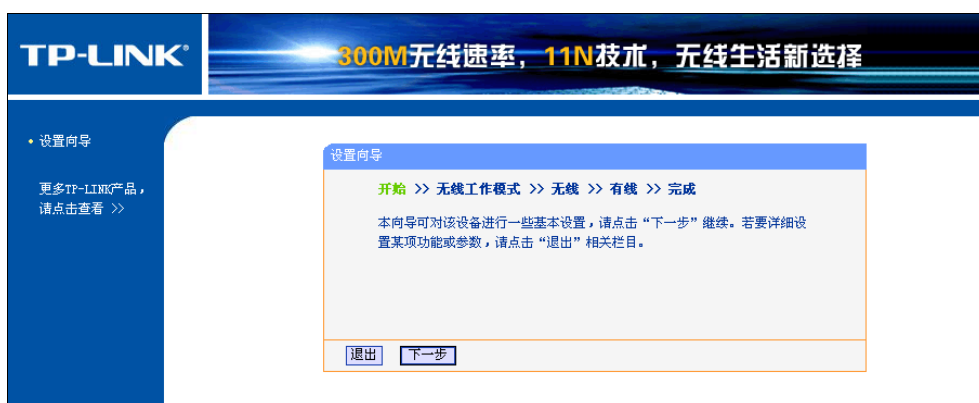 TP-LINK®
300M无线速率，11N技术，无线生活新选择
• 设置向导
更多TP-LINK产品，
请点击查看 >>
设置向导
开始 >> 无线工作模式 >> 无线 >> 有线 >> 完成
本向导可对该设备进行一些基本设置，请点击“下一步”继续。若要详细设
置某项功能或参数，请点击“退出”相关栏目。
退出 下一步